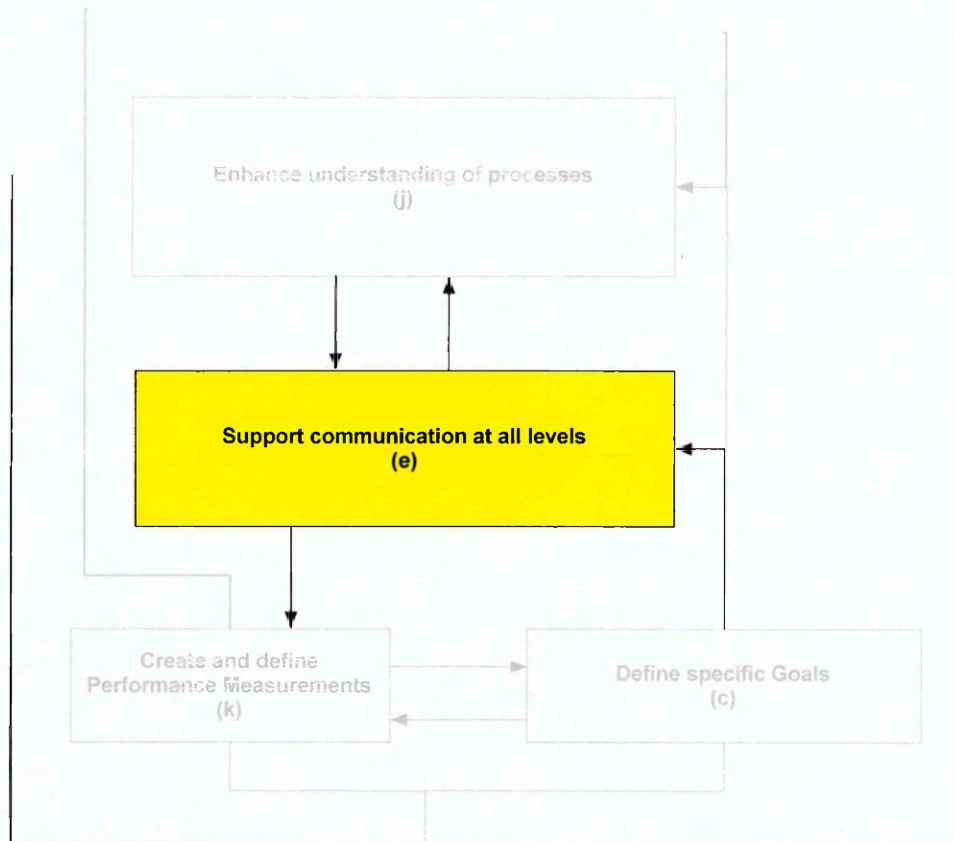 Enhance understanding of processes
(j)
Support communication at all levels
(e)
Create and define
Performance Measurements
(k)
Define specific Goals
(c)